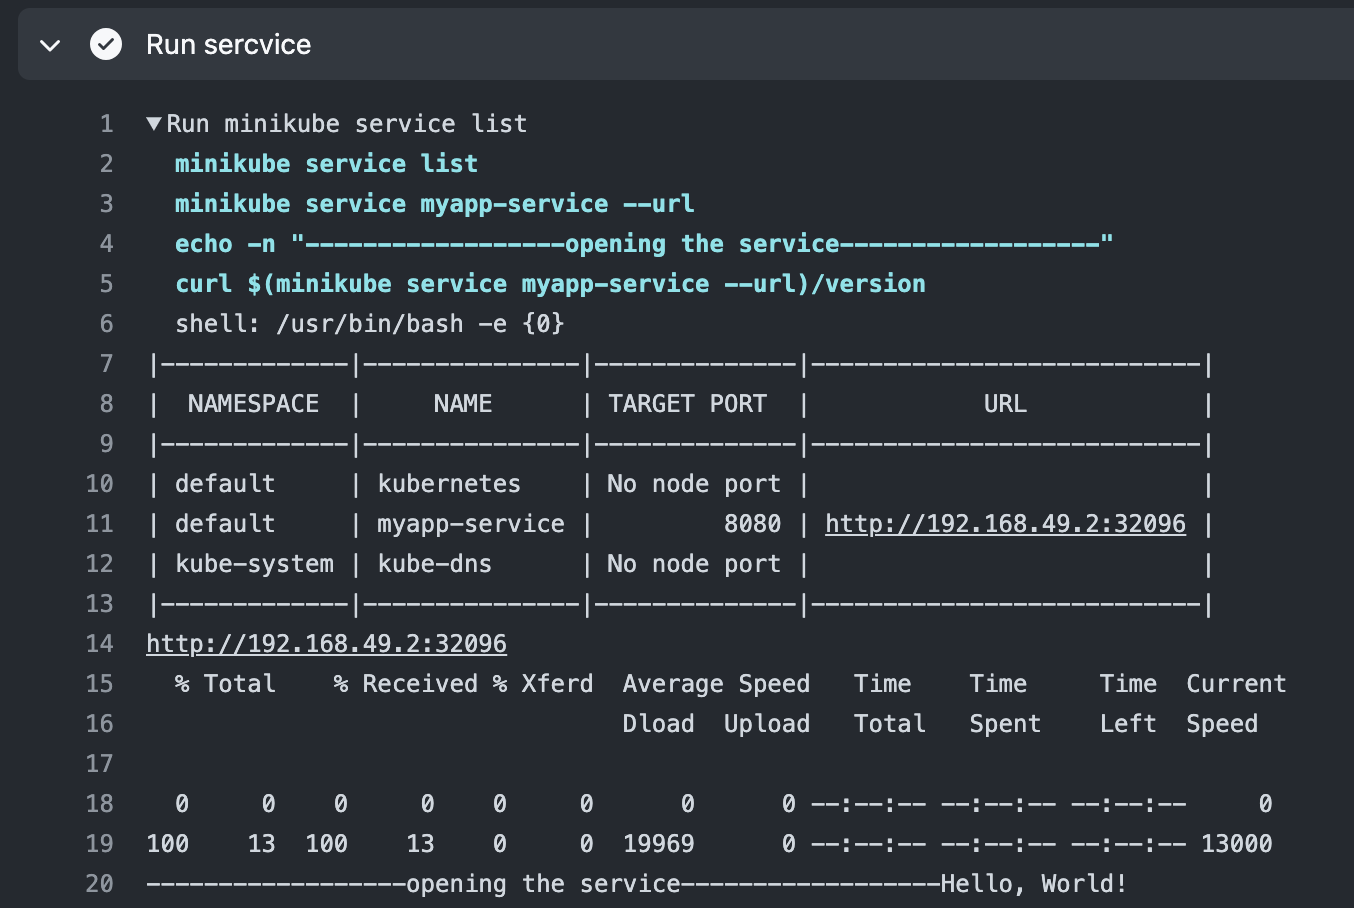 Run sercvice
1 ▼Run minikube service list
2 minikube service list
3 minikube service myapp-service --url
4 echo -n "------------------opening the service------------------"
5 curl $(minikube service myapp-service --url)/version
6 shell: /usr/bin/bash -e {0}
7 |-------------|---------------|--------------|---------------------------|
8 |  NAMESPACE  |     NAME      | TARGET PORT  |            URL            |
9 |-------------|---------------|--------------|---------------------------|
10 | default     | kubernetes    | No node port |                           |
11 | default     | myapp-service |         8080 | http://192.168.49.2:32096 |
12 | kube-system | kube-dns      | No node port |                           |
13 |-------------|---------------|--------------|---------------------------|
14 http://192.168.49.2:32096
15   % Total    % Received % Xferd  Average Speed   Time    Time     Time  Current
16                                  Dload  Upload   Total   Spent    Left  Speed
17
18   0     0    0     0    0     0      0      0 --:--:-- --:--:-- --:--:--     0
19 100    13  100    13    0     0  19969      0 --:--:-- --:--:-- --:--:-- 13000
20 ------------------opening the service------------------Hello, World!